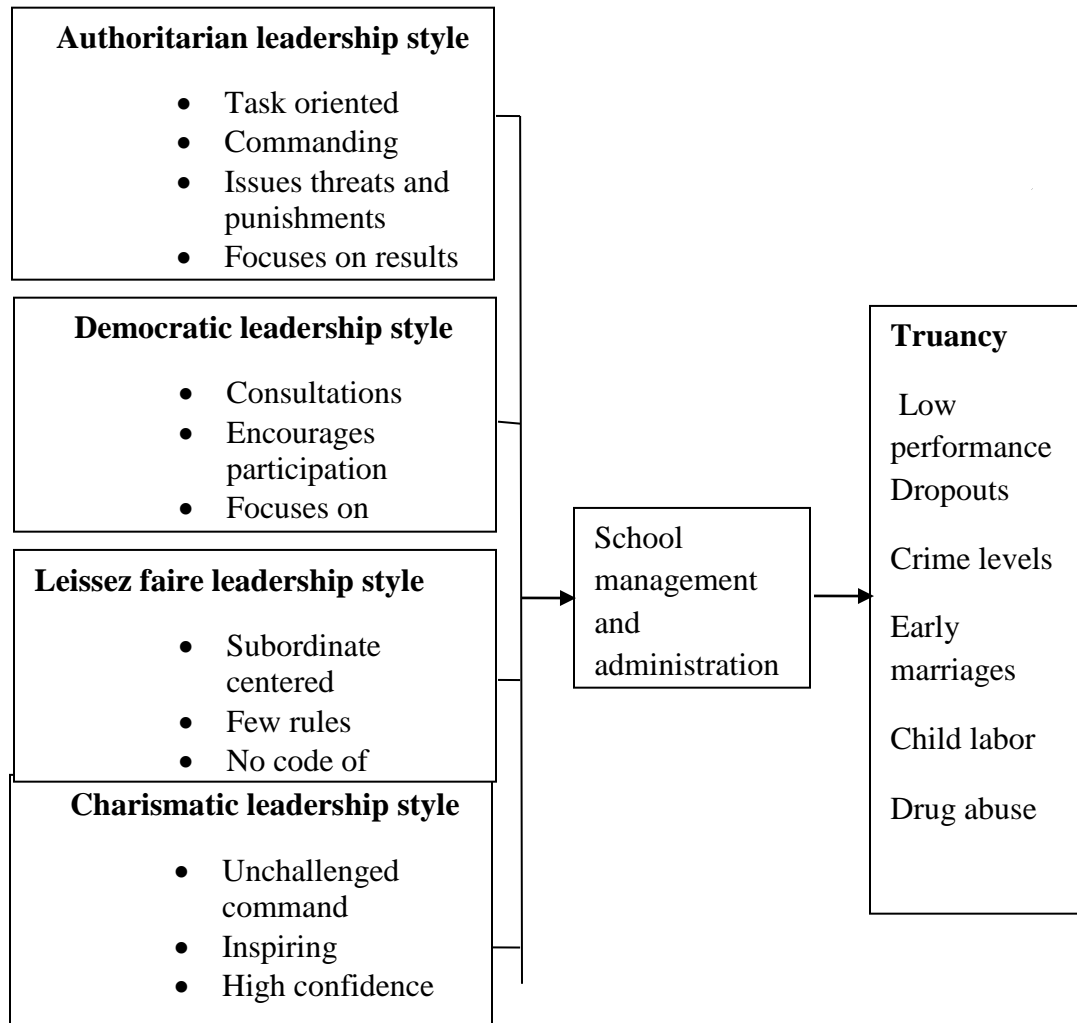 Authoritarian leadership style
• Task oriented
• Commanding
• Issues threats and
punishments
• Focuses on results
Democratic leadership style
• Consultations
• Encourages
participation
• Focuses on
Leissez faire leadership style
• Subordinate
centered
• Few rules
• No code of
Charismatic leadership style
• Unchallenged
command
• Inspiring
• High confidence
School
management
and
administration
Truancy
Low
performance
Dropouts
Crime levels
Early
marriages
Child labor
Drug abuse